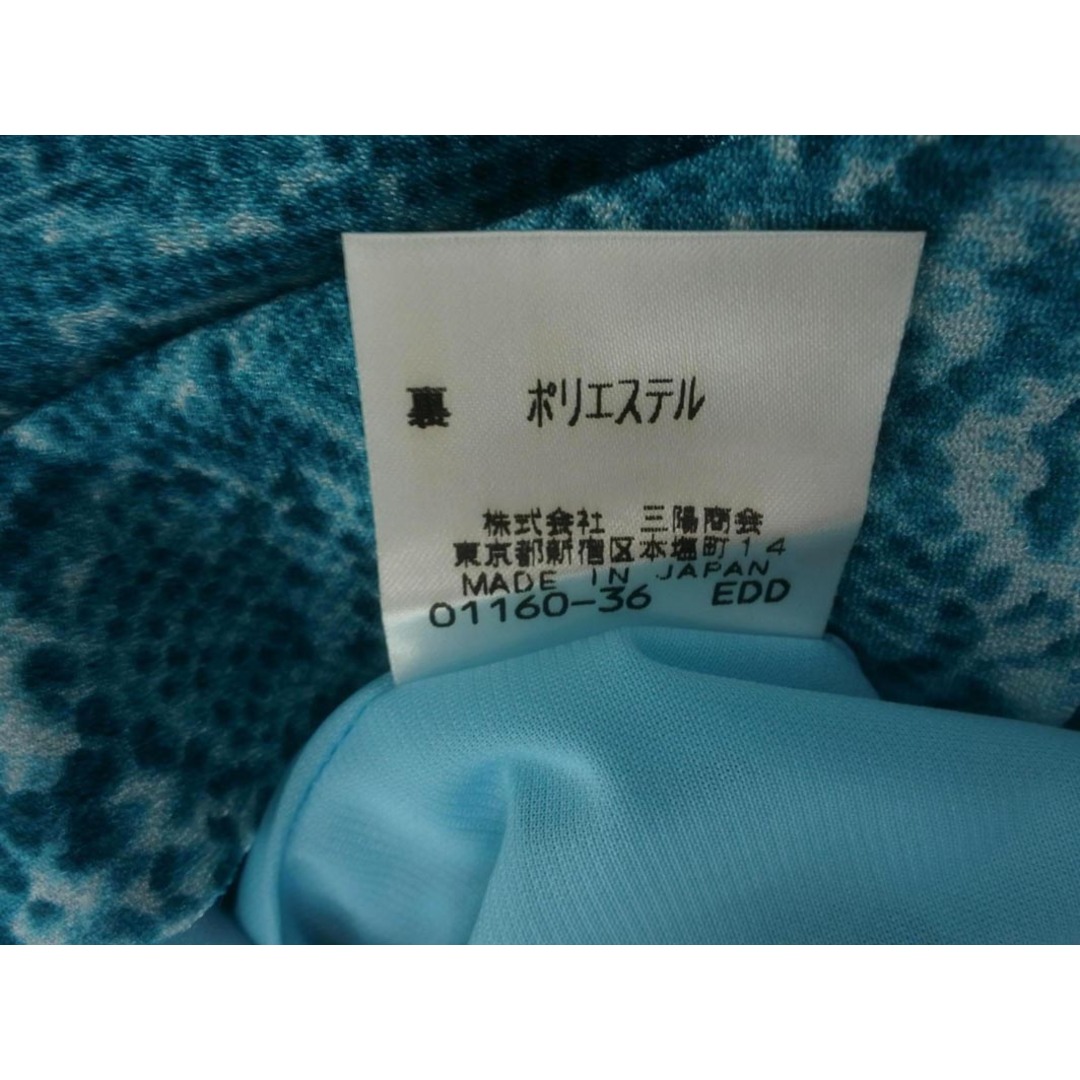 裏 ポリエステル
株式会社 三陽商会
東京都新宿区本塩町14
MADE IN JAPAN
01160-36 EDD